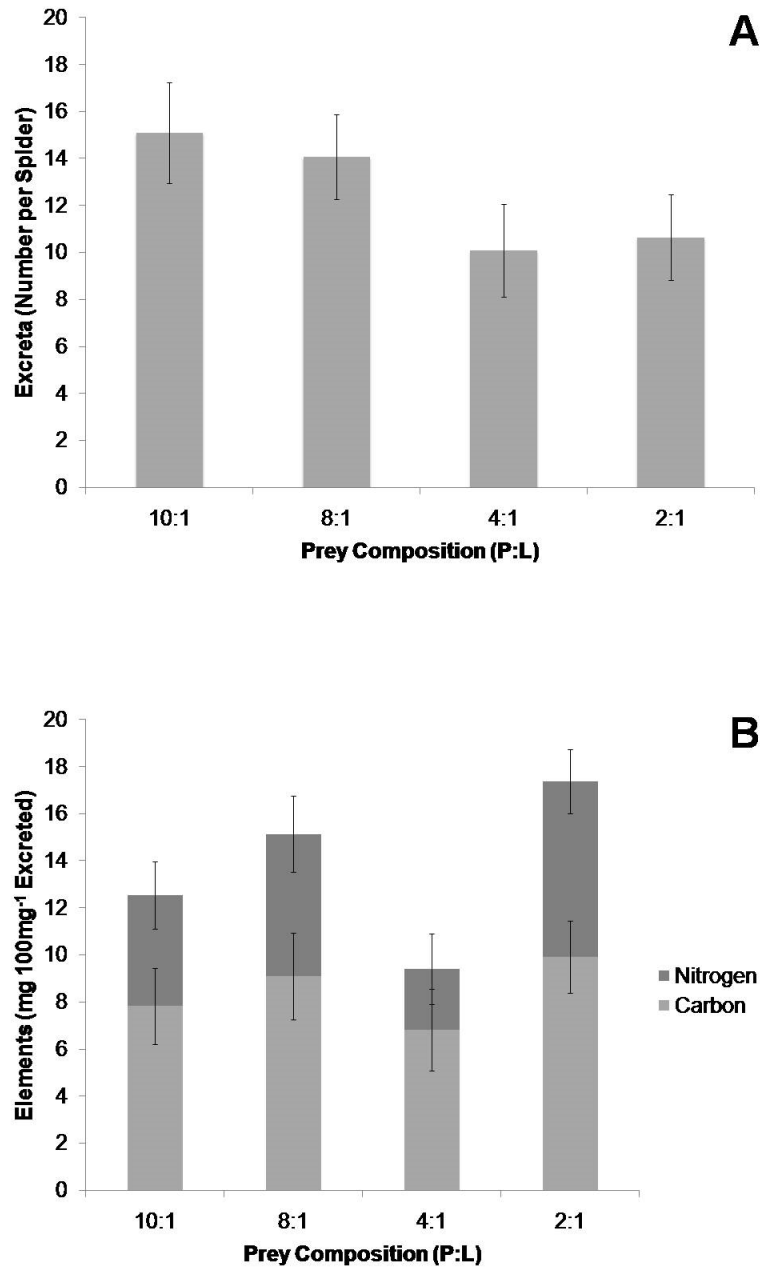 A
Excreta (Number per Spider)
20
18
16
14
12
10
8
6
4
2
0
10:1 8:1 4:1 2:1
Prey Composition (P:L)
B
Elements (mg 100mg⁻¹ Excreted)
20
18
16
14
12
10
8
6
4
2
0
Nitrogen
Carbon
10:1 8:1 4:1 2:1
Prey Composition (P:L)